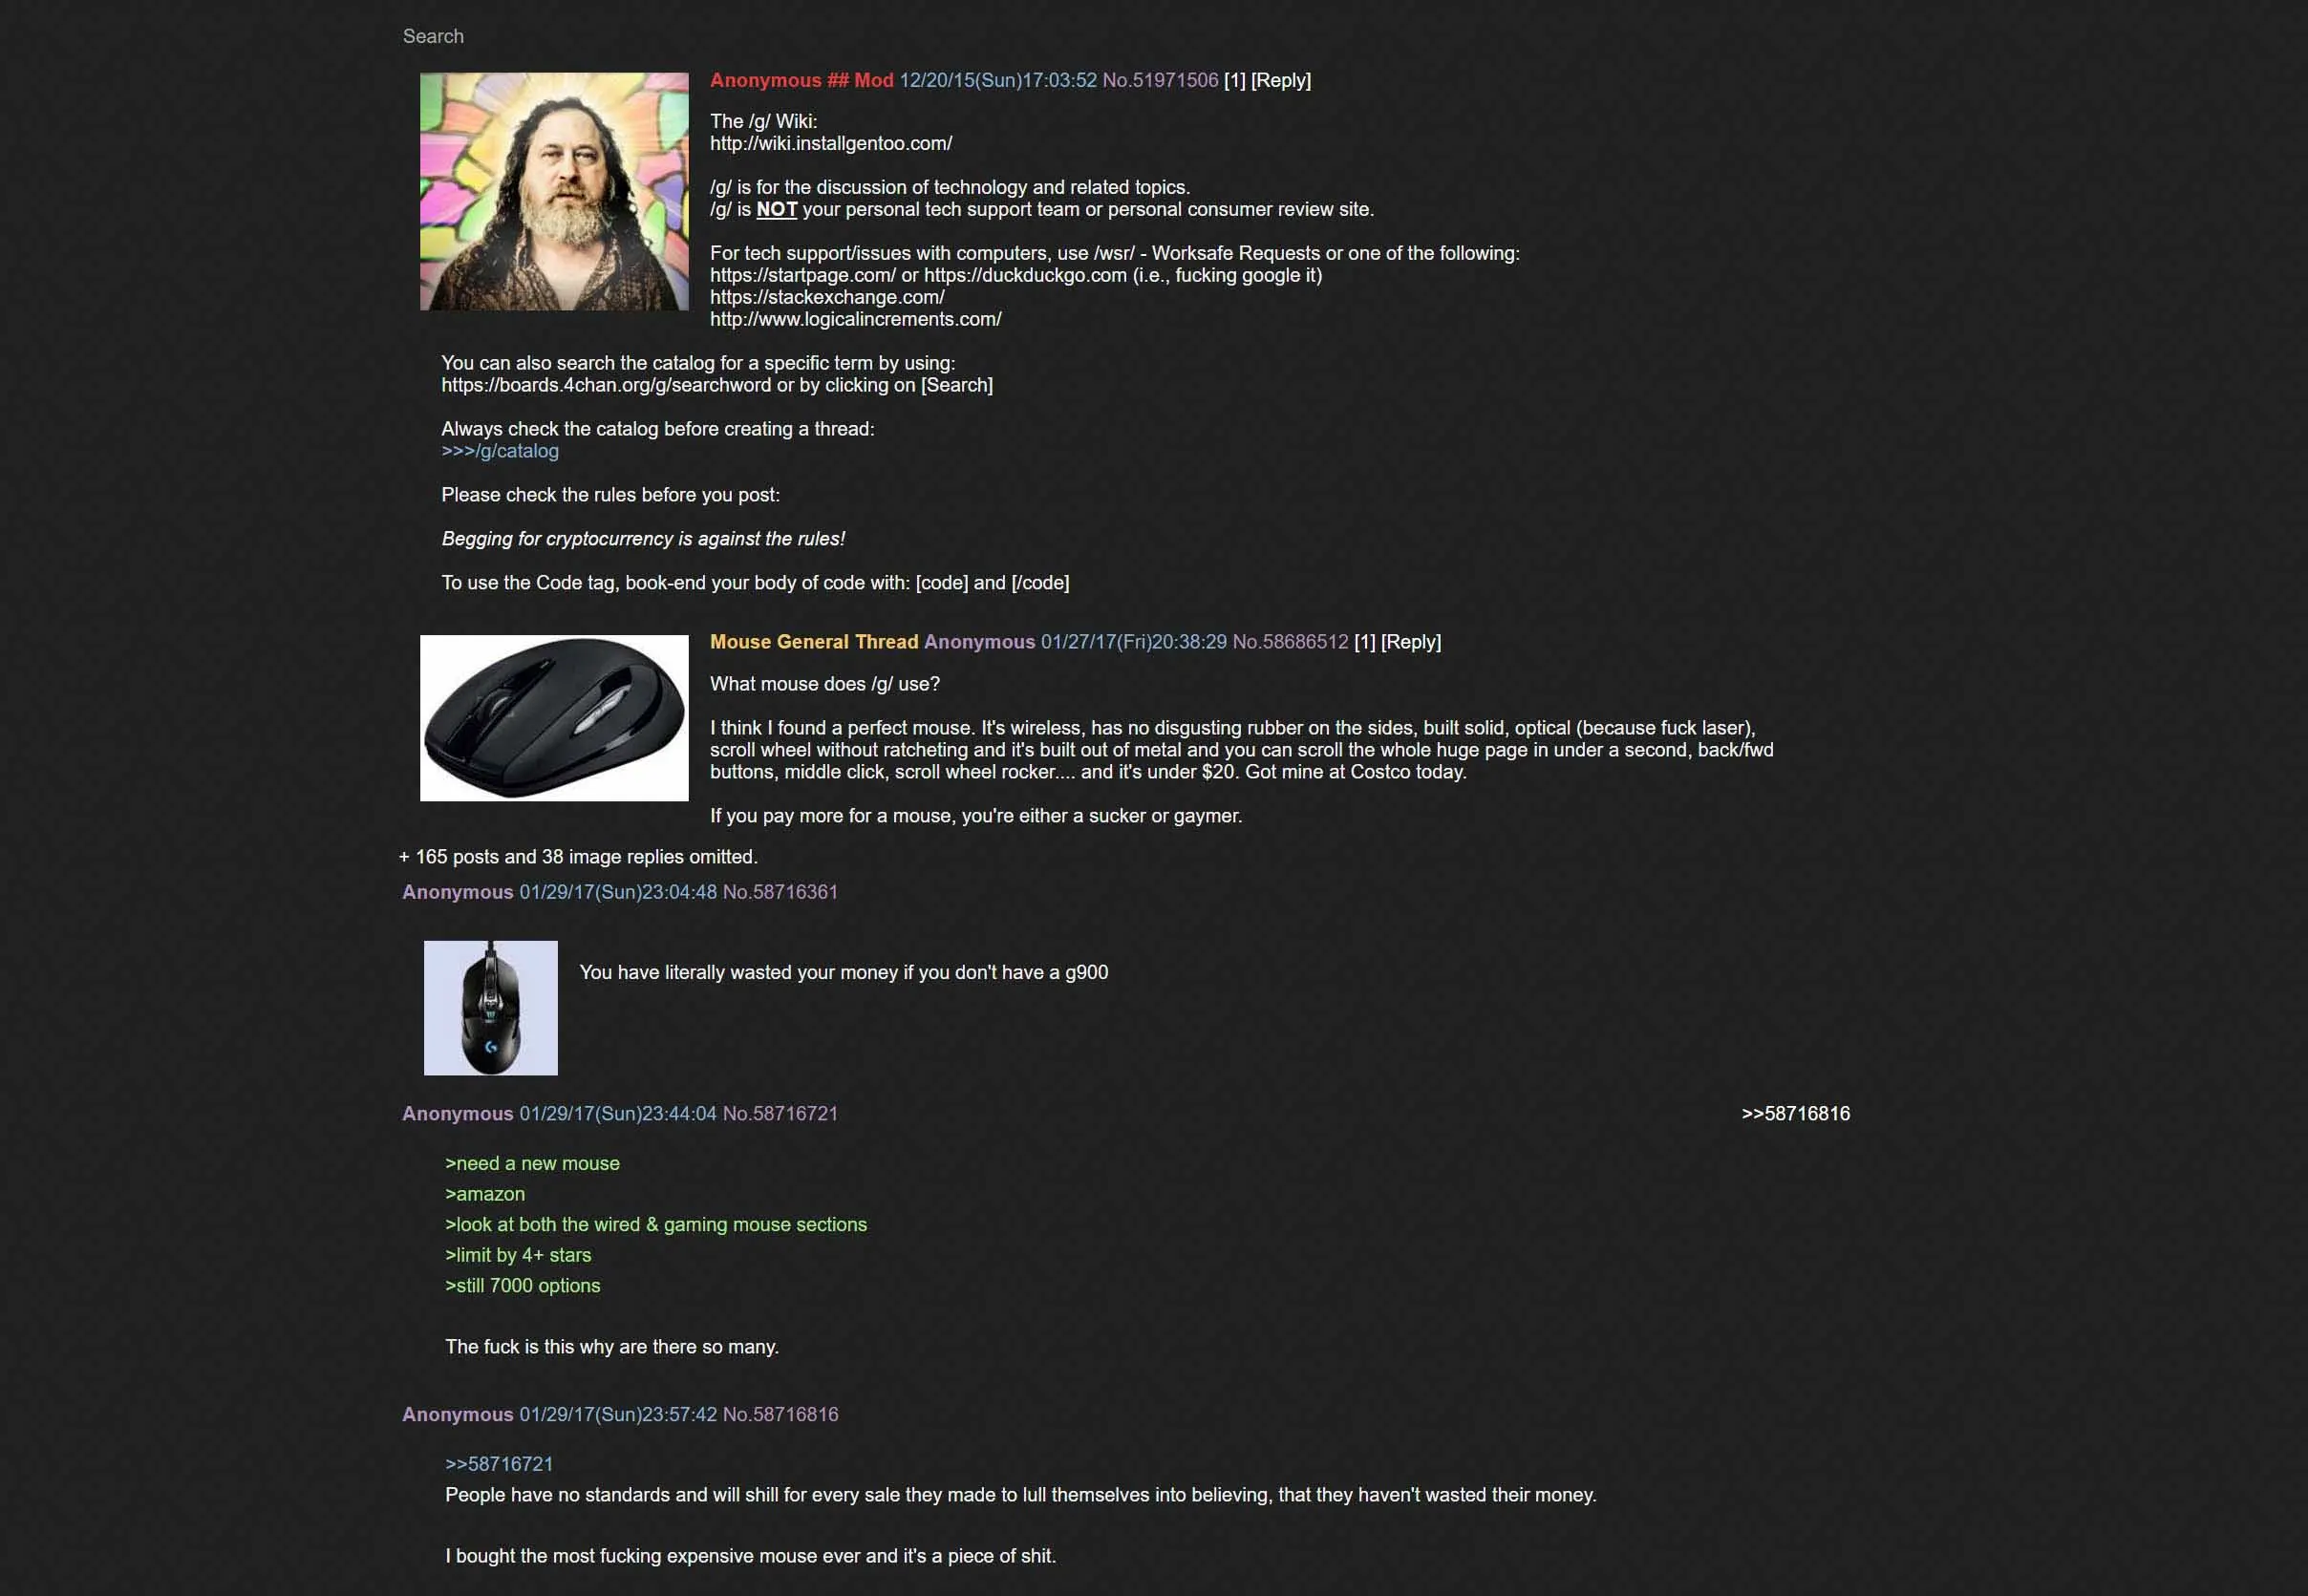 Search
Anonymous ## Mod 12/20/15(Sun)17:03:52 No.51971506 [1] [Reply]
The /g/ Wiki:
http://wiki.installgentoo.com/
/g/ is for the discussion of technology and related topics.
/g/ is NOT your personal tech support team or personal consumer review site.
For tech support/issues with computers, use /wsr/ - Worksafe Requests or one of the following:
https://startpage.com/ or https://duckduckgo.com (i.e., fucking google it)
https://stackexchange.com/
http://www.logicalincrements.com/
You can also search the catalog for a specific term by using:
https://boards.4chan.org/g/searchword or by clicking on [Search]
Always check the catalog before creating a thread:
>>>/g/catalog
Please check the rules before you post:
Begging for cryptocurrency is against the rules!
To use the Code tag, book-end your body of code with: [code] and [/code]
Mouse General Thread Anonymous 01/27/17(Fri)20:38:29 No.58686512 [1] [Reply]
What mouse does /g/ use?
I think I found a perfect mouse. It's wireless, has no disgusting rubber on the sides, built solid, optical (because fuck laser),
scroll wheel without ratcheting and it's built out of metal and you can scroll the whole huge page in under a second, back/fwd
buttons, middle click, scroll wheel rocker.... and it's under $20. Got mine at Costco today.
If you pay more for a mouse, you're either a sucker or gaymer.
+ 165 posts and 38 image replies omitted.
Anonymous 01/29/17(Sun)23:04:48 No.58716361
You have literally wasted your money if you don't have a g900
Anonymous 01/29/17(Sun)23:44:04 No.58716721 >>58716816
>need a new mouse
>amazon
>look at both the wired & gaming mouse sections
>limit by 4+ stars
>still 7000 options
The fuck is this why are there so many.
Anonymous 01/29/17(Sun)23:57:42 No.58716816
>>58716721
People have no standards and will shill for every sale they made to lull themselves into believing, that they haven't wasted their money.
I bought the most fucking expensive mouse ever and it's a piece of shit.